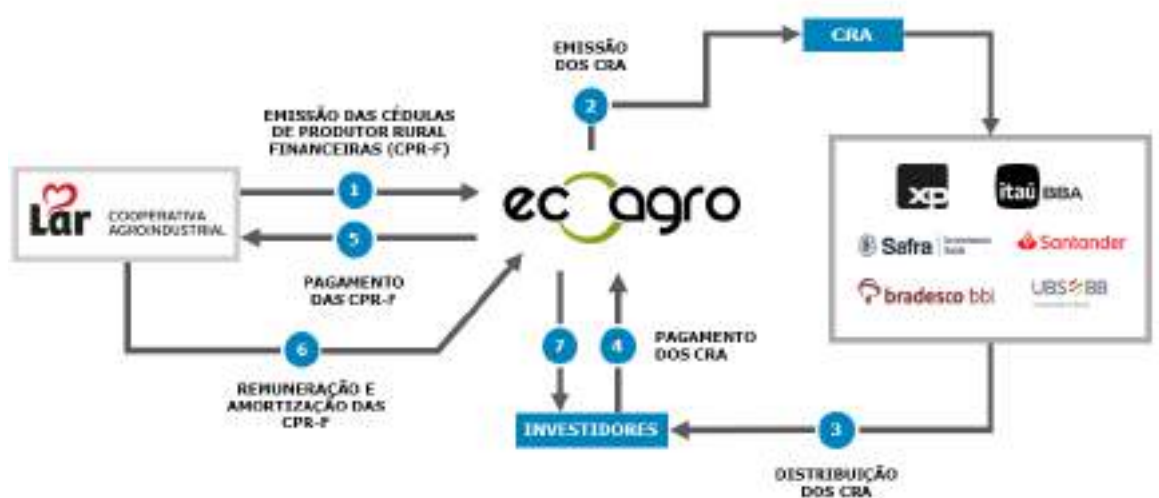 EMISSÃO
DOS CRA
2
CRA
EMISSÃO DAS CÉDULAS
DE PRODUTOR RURAL
FINANCEIRAS (CPR-F)
1
Lar COOPERATIVA
AGROINDUSTRIAL
ecoagro
5
PAGAMENTO
DAS CPR-F
xp
itaú BBA
Safra
Santander
bradesco bbi
UBS BB
6
REMUNERAÇÃO E
AMORTIZAÇÃO DAS
CPR-F
7
4
PAGAMENTO
DOS CRA
INVESTIDORES
3
DISTRIBUIÇÃO
DOS CRA